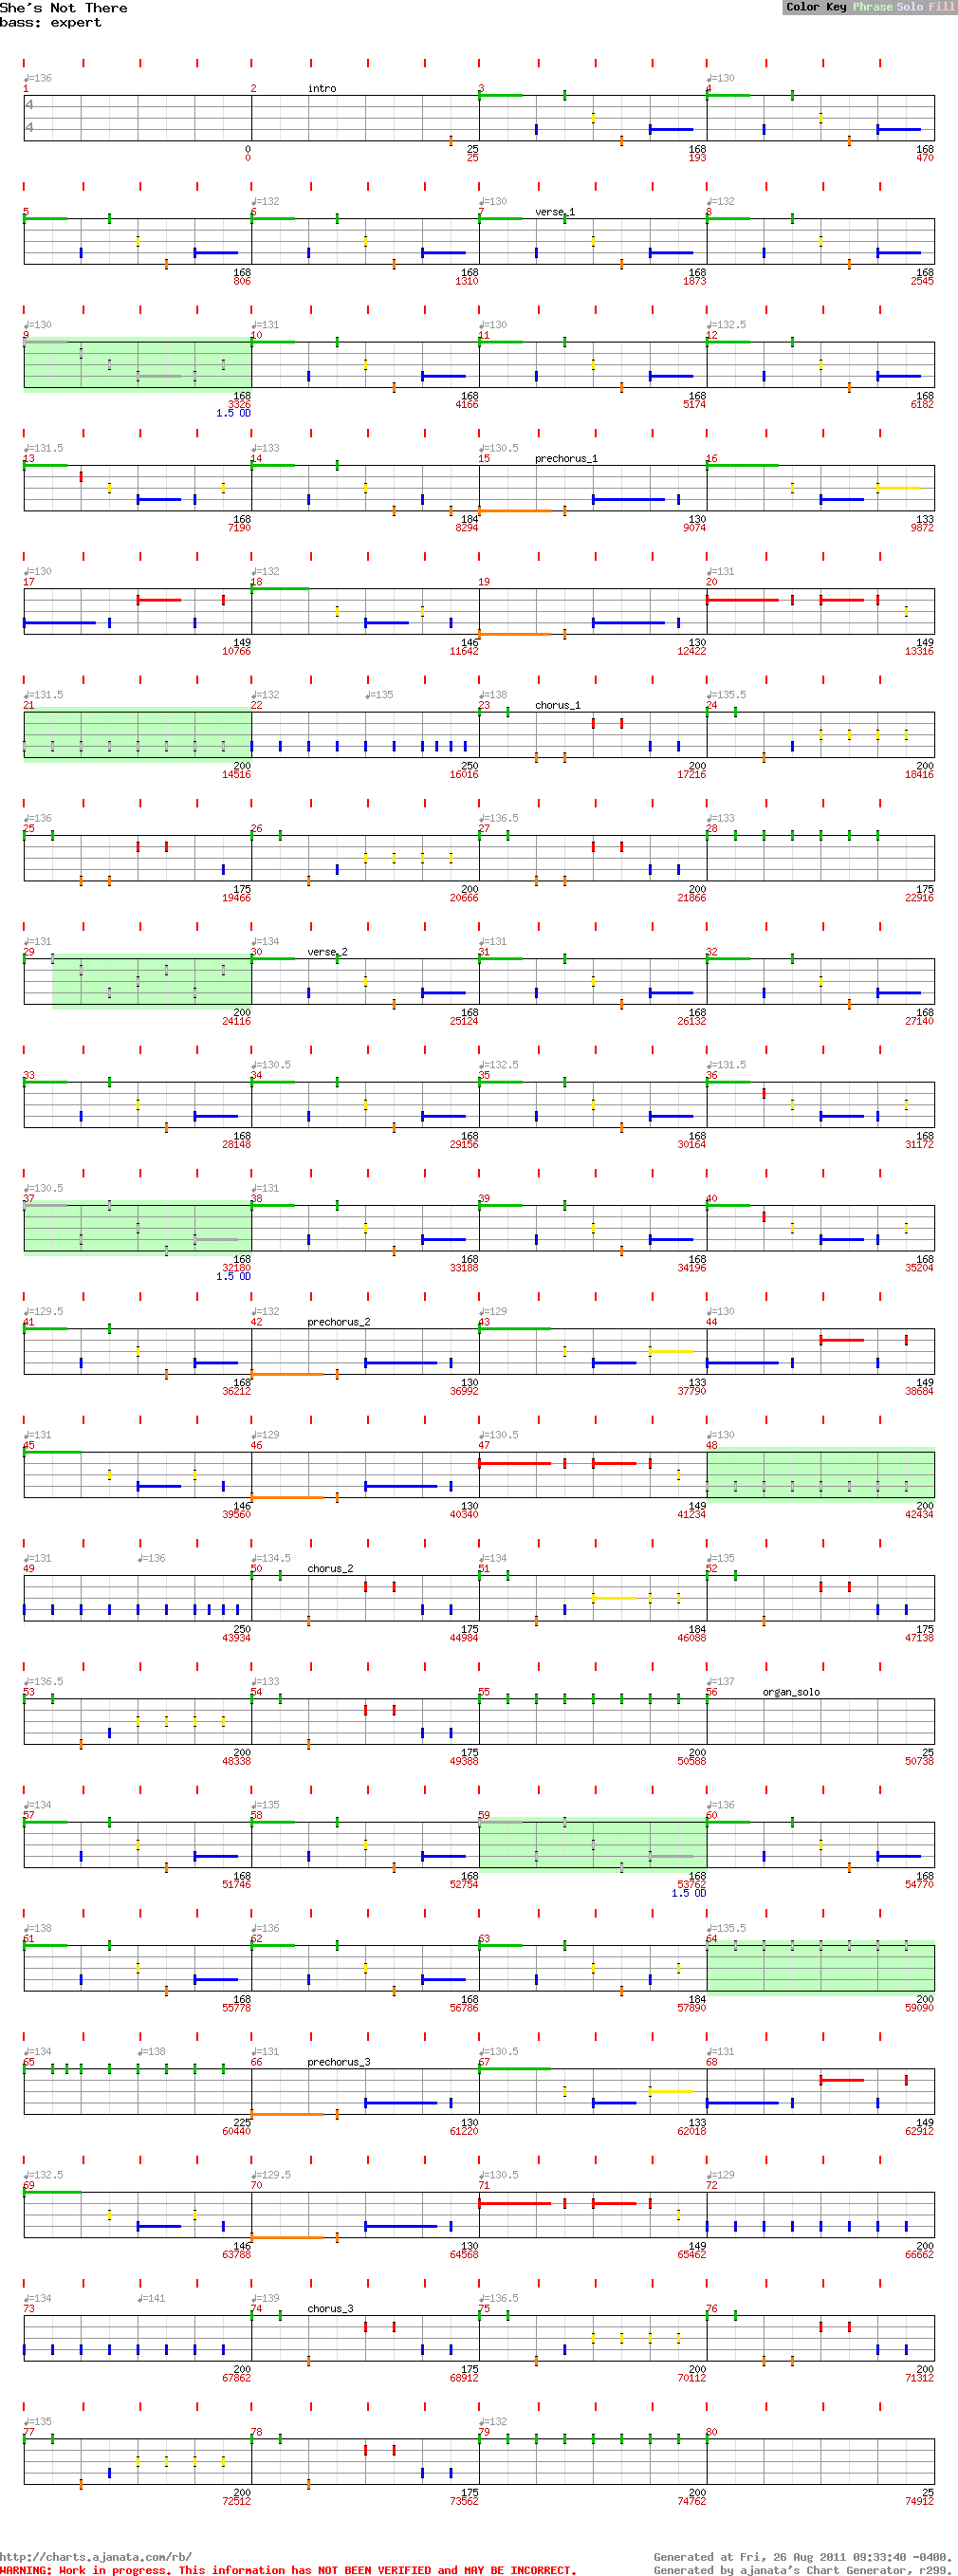 She's Not There
bass: expert
Color Key Phrase Solo Fill
♩=136 ♩=130
1 2 intro 3 4
4
4
0 25 168 168
0 25 193 470
♩=132 ♩=130 ♩=132
5 6 7 verse_1 8
168 168 168 168
806 1310 1873 2545
♩=130 ♩=131 ♩=130 ♩=132.5
9 10 11 12
168 168 168 168
3326 4166 5174 6182
1.5 OD
♩=131.5 ♩=133 ♩=130.5
13 14 15 prechorus_1 16
168 184 130 133
7190 8294 9074 9872
♩=130 ♩=132 ♩=131
17 18 19 20
149 146 130 149
10766 11642 12422 13316
♩=131.5 ♩=132 ♩=135 ♩=138 ♩=135.5
21 22 23 chorus_1 24
200 250 200 200
14516 16016 17216 18416
♩=136 ♩=136.5 ♩=133
25 26 27 28
175 200 200 175
19466 20666 21866 22916
♩=131 ♩=134 ♩=131
29 30 verse_2 31 32
200 168 168 168
24116 25124 26132 27140
♩=130.5 ♩=132.5 ♩=131.5
33 34 35 36
168 168 168 168
28148 29156 30164 31172
♩=130.5 ♩=131
37 38 39 40
168 168 168 168
32180 33188 34196 35204
1.5 OD
♩=129.5 ♩=132 ♩=129 ♩=130
41 42 prechorus_2 43 44
168 130 133 149
36212 36992 37790 38684
♩=131 ♩=129 ♩=130.5 ♩=130
45 46 47 48
146 130 149 200
39560 40340 41234 42434
♩=131 ♩=136 ♩=134.5 ♩=134 ♩=135
49 50 chorus_2 51 52
250 175 184 175
43934 44984 46088 47138
♩=136.5 ♩=133 ♩=137
53 54 55 56 organ_solo
200 175 200 25
48338 49388 50588 50738
♩=134 ♩=135 ♩=136
57 58 59 60
168 168 168 168
51746 52754 53762 54770
1.5 OD
♩=138 ♩=136 ♩=135.5
61 62 63 64
168 168 184 200
55778 56786 57890 59090
♩=134 ♩=138 ♩=131 ♩=130.5 ♩=131
65 66 prechorus_3 67 68
225 130 133 149
60440 61220 62018 62912
♩=132.5 ♩=129.5 ♩=130.5 ♩=129
69 70 71 72
146 130 149 200
63788 64568 65462 66662
♩=134 ♩=141 ♩=139 ♩=136.5
73 74 chorus_3 75 76
200 175 200 200
67862 68912 70112 71312
♩=135 ♩=132
77 78 79 80
200 175 200 25
72512 73562 74762 74912
http://charts.ajanata.com/rb/ Generated at Fri, 26 Aug 2011 09:33:40 -0400.
WARNING: Work in progress. This information has NOT BEEN VERIFIED and MAY BE INCORRECT. Generated by ajanata's Chart Generator, r299.